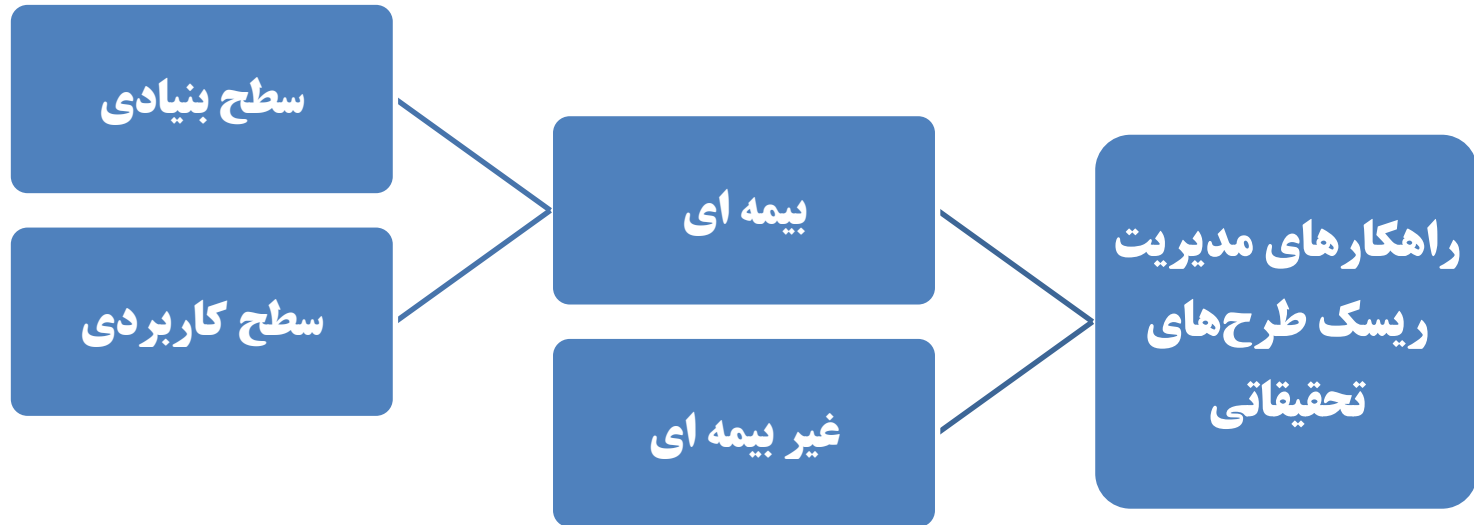 راهکارهای مدیریت
ریسک طرح‌های
تحقیقاتی
بیمه ای
غیر بیمه ای
سطح بنیادی
سطح کاربردی